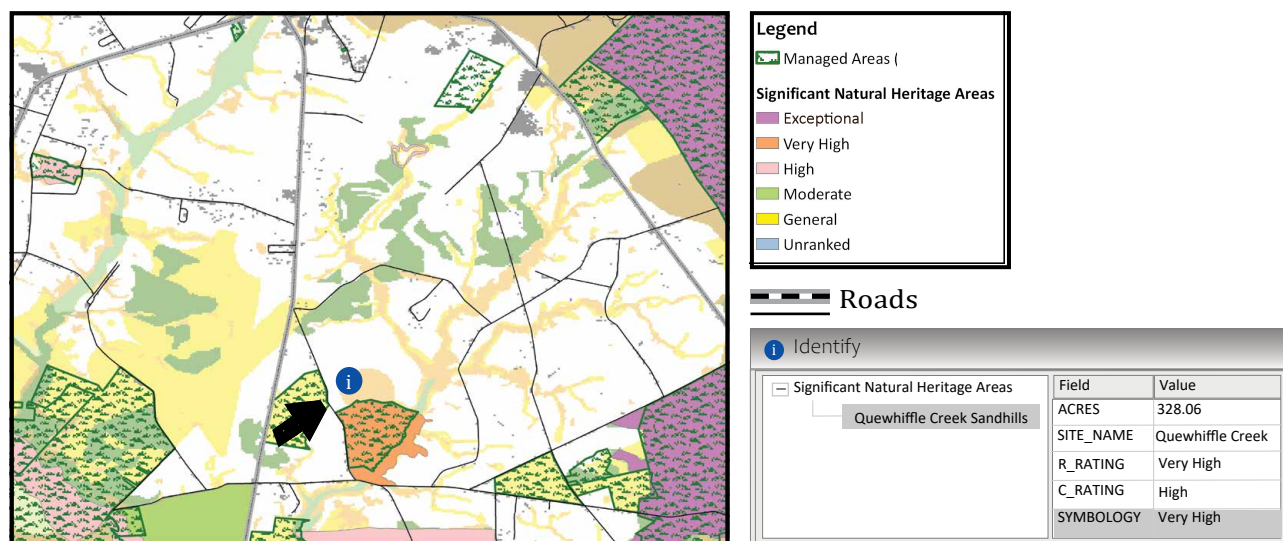 Legend
Managed Areas (
Significant Natural Heritage Areas
Exceptional
Very High
High
Moderate
General
Unranked
Roads
i Identify
Significant Natural Heritage Areas
Quewhiffle Creek Sandhills
Field Value
ACRES 328.06
SITE_NAME Quewhiffle Creek
R_RATING Very High
C_RATING High
SYMBOLOGY Very High
i